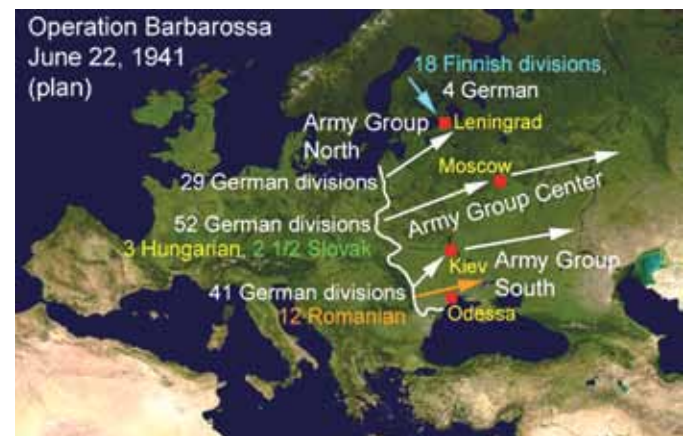 Operation Barbarossa
June 22, 1941
(plan)
18 Finnish divisions,
4 German
Army Group
North
Leningrad
Moscow
29 German divisions
Army Group Center
52 German divisions
3 Hungarian, 2 1/2 Slovak
Kiev
Army Group
South
41 German divisions
12 Romanian
Odessa